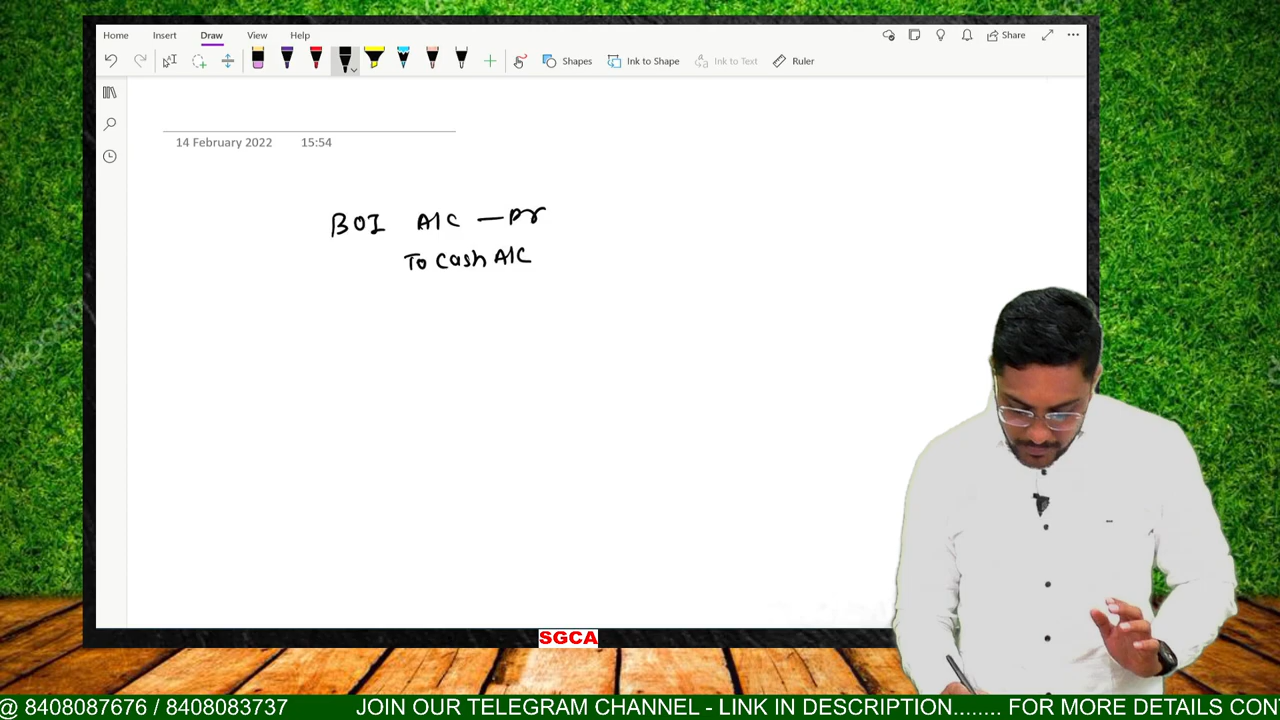 Home Insert Draw View Help
Share
Shapes Ink to Shape Ink to Text Ruler
14 February 2022 15:54
BOI A/C — Dr
To Cash A/C
SGCA
@ 8408087676 / 8408083737 JOIN OUR TELEGRAM CHANNEL - LINK IN DESCRIPTION........ FOR MORE DETAILS CON